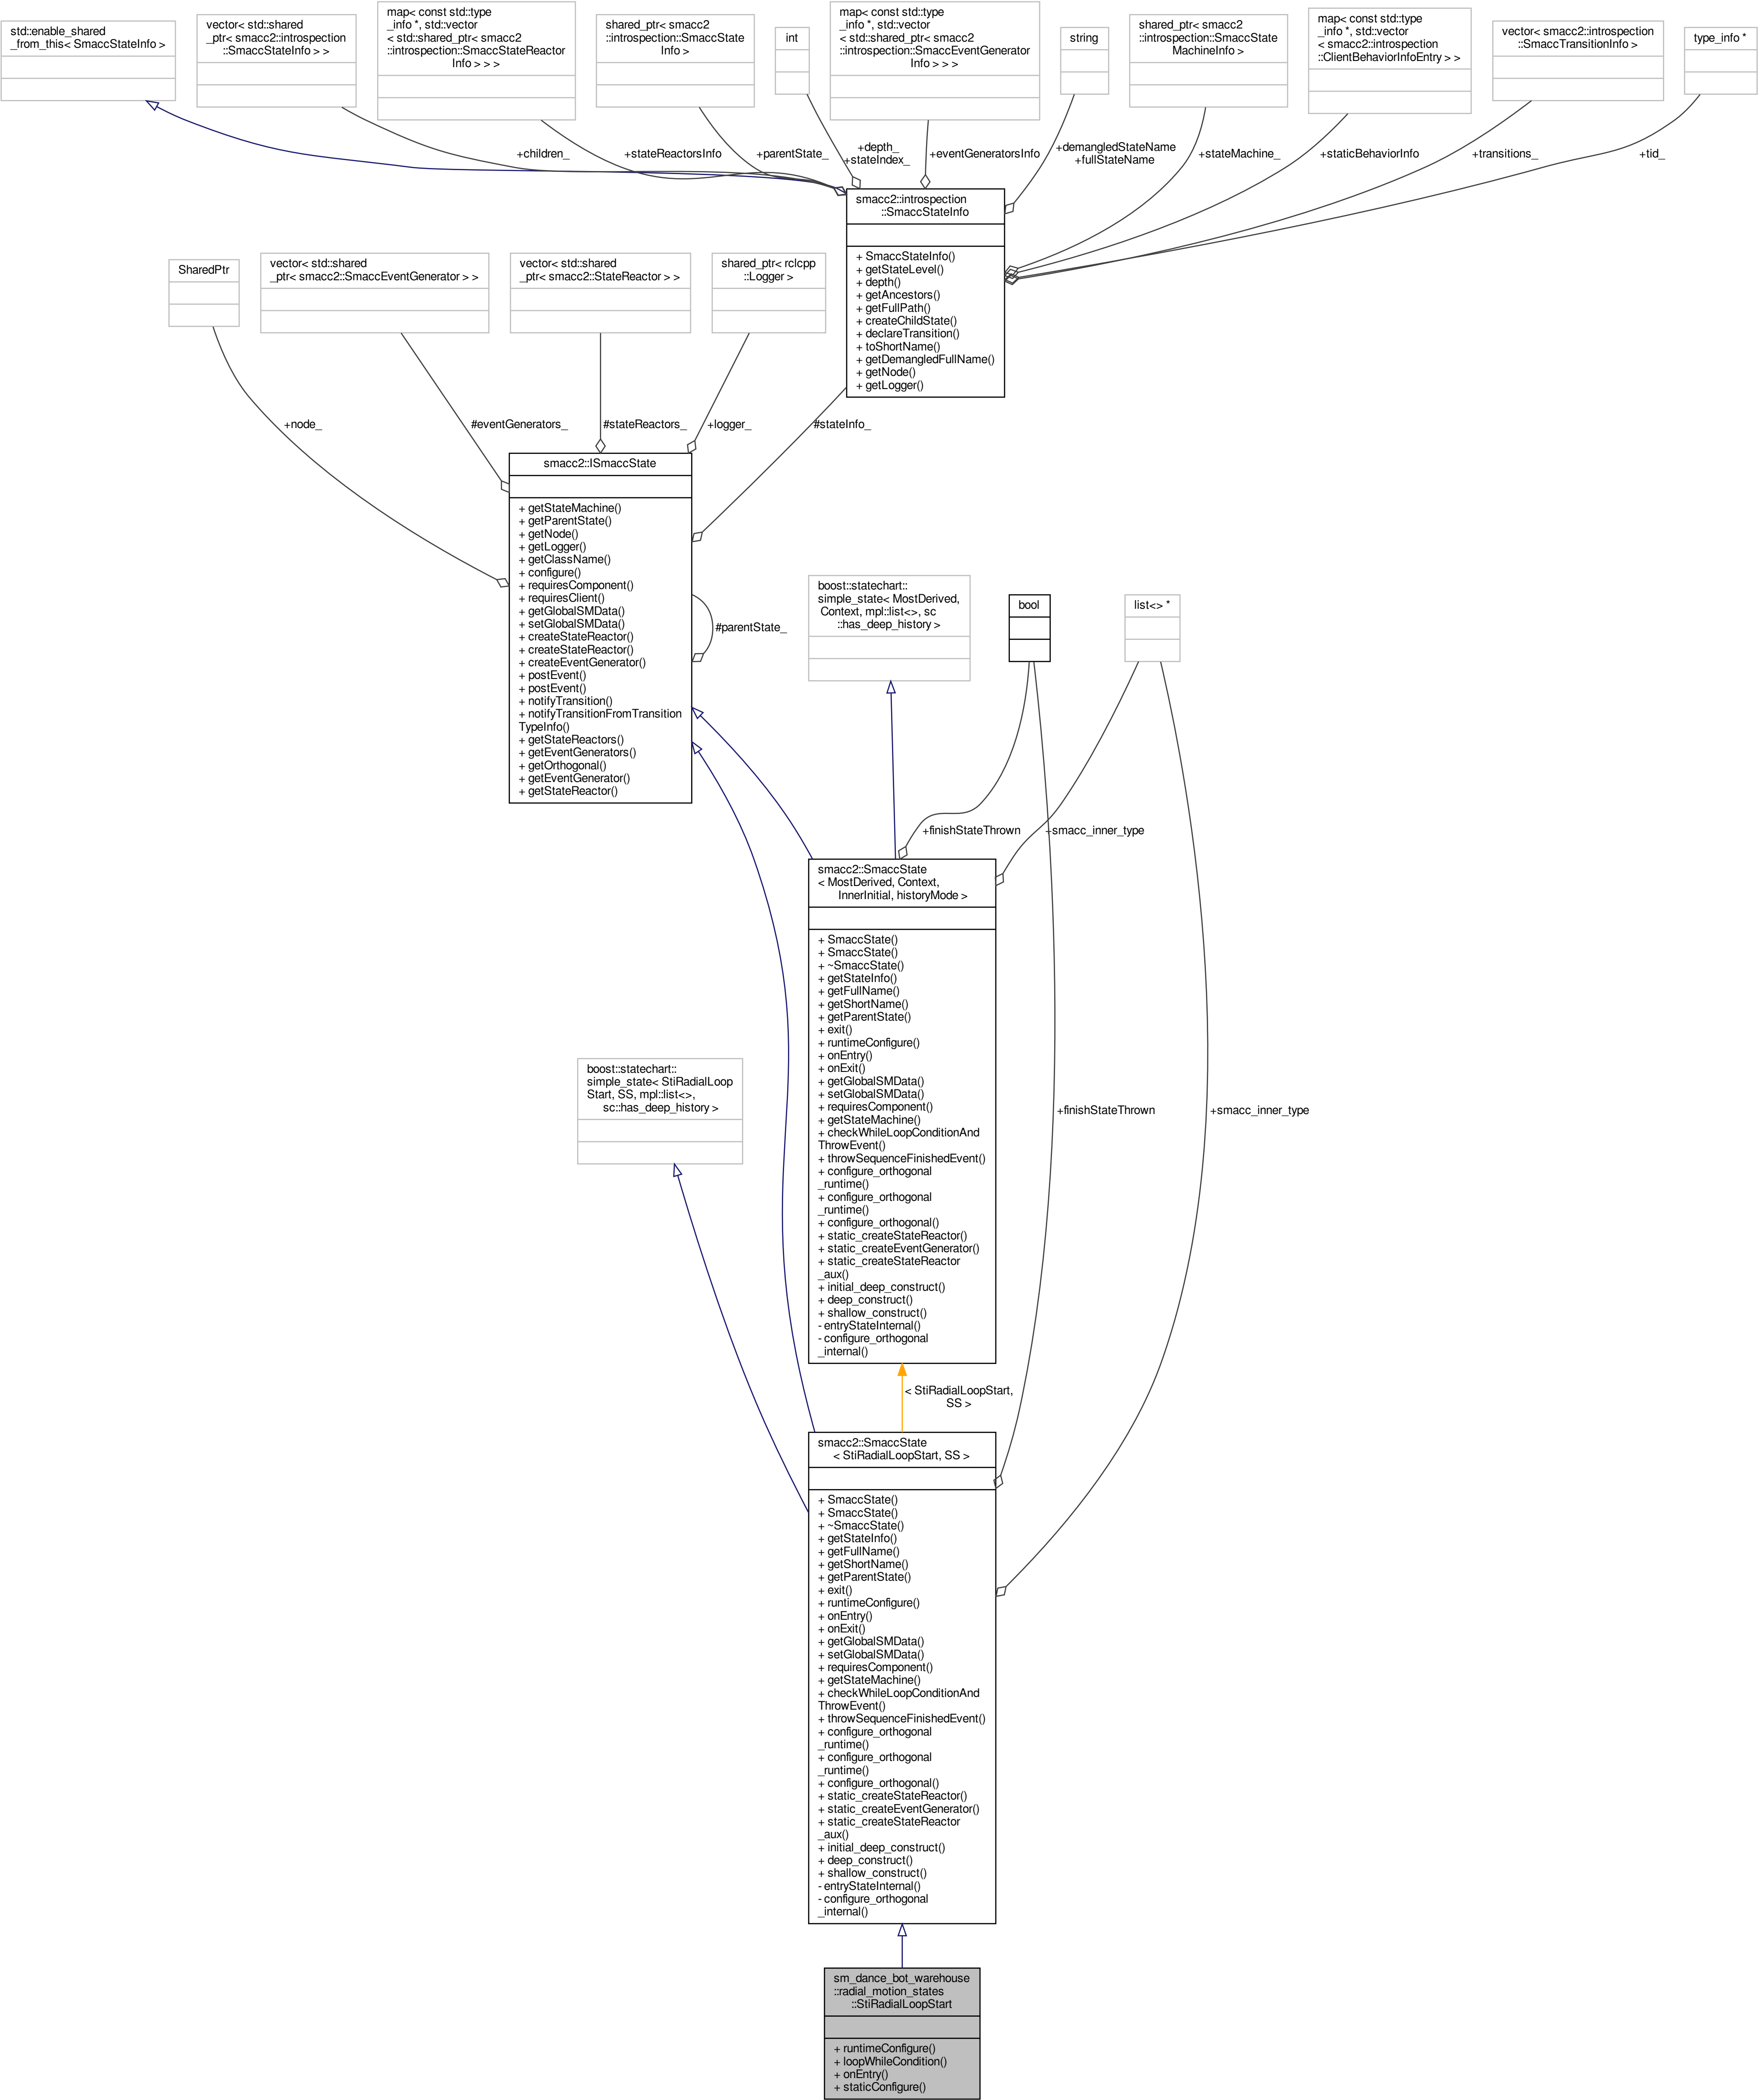 std::enable_shared
_from_this< SmaccStateInfo >
vector< std::shared
_ptr< smacc2::introspection
::SmaccStateInfo > >
map< const std::type
_info *, std::vector
< std::shared_ptr< smacc2
::introspection::SmaccStateReactor
Info > > >
shared_ptr< smacc2
::introspection::SmaccState
Info >
int
map< const std::type
_info *, std::vector
< std::shared_ptr< smacc2
::introspection::SmaccEventGenerator
Info > > >
string
shared_ptr< smacc2
::introspection::SmaccState
MachineInfo >
map< const std::type
_info *, std::vector
< smacc2::introspection
::ClientBehaviorInfoEntry > >
vector< smacc2::introspection
::SmaccTransitionInfo >
type_info *
+children_
+stateReactorsInfo
+parentState_
+depth_
+stateIndex_
+eventGeneratorsInfo
+demangledStateName
+fullStateName
+stateMachine_
+staticBehaviorInfo
+transitions_
+tid_
smacc2::introspection
::SmaccStateInfo
+ SmaccStateInfo()
+ getStateLevel()
+ depth()
+ getAncestors()
+ getFullPath()
+ createChildState()
+ declareTransition()
+ toShortName()
+ getDemangledFullName()
+ getNode()
+ getLogger()
SharedPtr
vector< std::shared
_ptr< smacc2::SmaccEventGenerator > >
vector< std::shared
_ptr< smacc2::StateReactor > >
shared_ptr< rclcpp
::Logger >
+node_
#eventGenerators_
#stateReactors_
+logger_
#stateInfo_
smacc2::ISmaccState
+ getStateMachine()
+ getParentState()
+ getNode()
+ getLogger()
+ getClassName()
+ configure()
+ requiresComponent()
+ requiresClient()
+ getGlobalSMData()
+ setGlobalSMData()
+ createStateReactor()
+ createStateReactor()
+ createEventGenerator()
+ postEvent()
+ postEvent()
+ notifyTransition()
+ notifyTransitionFromTransition
TypeInfo()
+ getStateReactors()
+ getEventGenerators()
+ getOrthogonal()
+ getEventGenerator()
+ getStateReactor()
#parentState_
boost::statechart::
simple_state< MostDerived,
Context, mpl::list<>, sc
::has_deep_history >
bool
list<> *
+finishStateThrown
+smacc_inner_type
smacc2::SmaccState
< MostDerived, Context,
InnerInitial, historyMode >
+ SmaccState()
+ SmaccState()
+ ~SmaccState()
+ getStateInfo()
+ getFullName()
+ getShortName()
+ getParentState()
+ exit()
+ runtimeConfigure()
+ onEntry()
+ onExit()
+ getGlobalSMData()
+ setGlobalSMData()
+ requiresComponent()
+ getStateMachine()
+ checkWhileLoopConditionAnd
ThrowEvent()
+ throwSequenceFinishedEvent()
+ configure_orthogonal
_runtime()
+ configure_orthogonal
_runtime()
+ configure_orthogonal()
+ static_createStateReactor()
+ static_createEventGenerator()
+ static_createStateReactor
_aux()
+ initial_deep_construct()
+ deep_construct()
+ shallow_construct()
- entryStateInternal()
- configure_orthogonal
_internal()
boost::statechart::
simple_state< StiRadialLoop
Start, SS, mpl::list<>,
sc::has_deep_history >
+finishStateThrown
+smacc_inner_type
< StiRadialLoopStart,
SS >
smacc2::SmaccState
< StiRadialLoopStart, SS >
+ SmaccState()
+ SmaccState()
+ ~SmaccState()
+ getStateInfo()
+ getFullName()
+ getShortName()
+ getParentState()
+ exit()
+ runtimeConfigure()
+ onEntry()
+ onExit()
+ getGlobalSMData()
+ setGlobalSMData()
+ requiresComponent()
+ getStateMachine()
+ checkWhileLoopConditionAnd
ThrowEvent()
+ throwSequenceFinishedEvent()
+ configure_orthogonal
_runtime()
+ configure_orthogonal
_runtime()
+ configure_orthogonal()
+ static_createStateReactor()
+ static_createEventGenerator()
+ static_createStateReactor
_aux()
+ initial_deep_construct()
+ deep_construct()
+ shallow_construct()
- entryStateInternal()
- configure_orthogonal
_internal()
sm_dance_bot_warehouse
::radial_motion_states
::StiRadialLoopStart
+ runtimeConfigure()
+ loopWhileCondition()
+ onEntry()
+ staticConfigure()